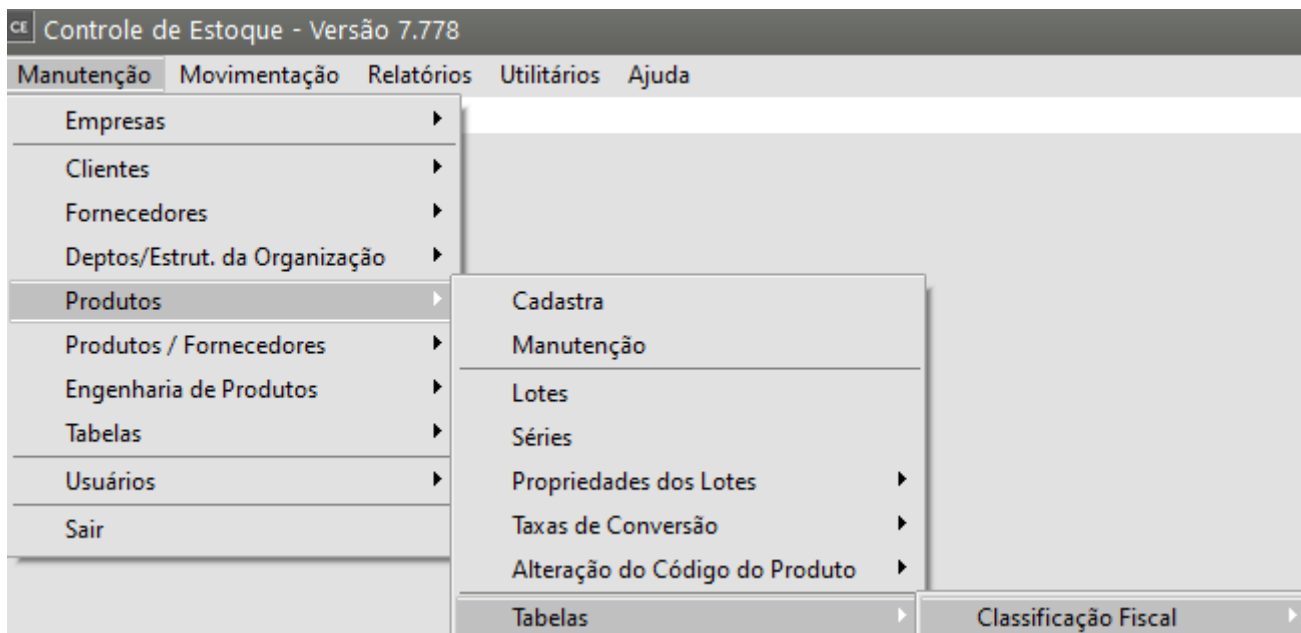 CE Controle de Estoque - Versão 7.778
Manutenção Movimentação Relatórios Utilitários Ajuda
Empresas
Clientes
Fornecedores
Deptos/Estrut. da Organização
Produtos
Produtos / Fornecedores
Engenharia de Produtos
Tabelas
Usuários
Sair
Cadastra
Manutenção
Lotes
Séries
Propriedades dos Lotes
Taxas de Conversão
Alteração do Código do Produto
Tabelas
Classificação Fiscal